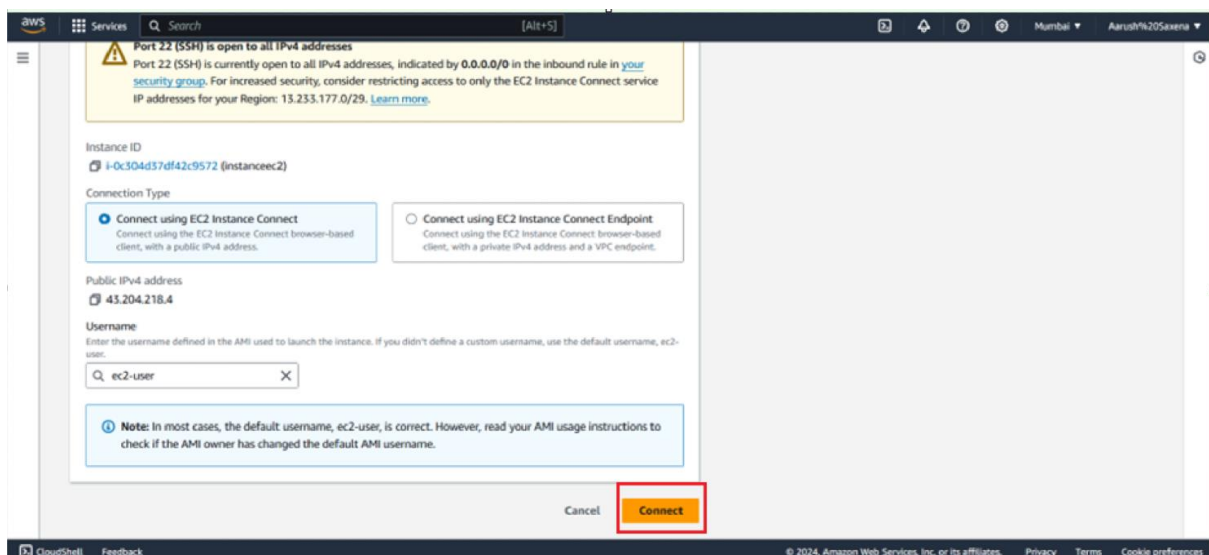 aws
Services
Search
[Alt+S]
Mumbai
Aarush%20Saxena
Port 22 (SSH) is open to all IPv4 addresses
Port 22 (SSH) is currently open to all IPv4 addresses, indicated by 0.0.0.0/0 in the inbound rule in your
security group. For increased security, consider restricting access to only the EC2 Instance Connect service
IP addresses for your Region: 13.233.177.0/29. Learn more.
Instance ID
i-0c304d37df42c9572 (instanceec2)
Connection Type
Connect using EC2 Instance Connect
Connect using the EC2 Instance Connect browser-based
client, with a public IPv4 address.
Connect using EC2 Instance Connect Endpoint
Connect using the EC2 Instance Connect browser-based
client, with a private IPv4 address and a VPC endpoint.
Public IPv4 address
43.204.218.4
Username
Enter the username defined in the AMI used to launch the instance. If you didn't define a custom username, use the default username, ec2-
user.
ec2-user
Note: In most cases, the default username, ec2-user, is correct. However, read your AMI usage instructions to
check if the AMI owner has changed the default AMI username.
Cancel
Connect
CloudShell
Feedback
© 2024, Amazon Web Services, Inc. or its affiliates.
Privacy
Terms
Cookie preferences